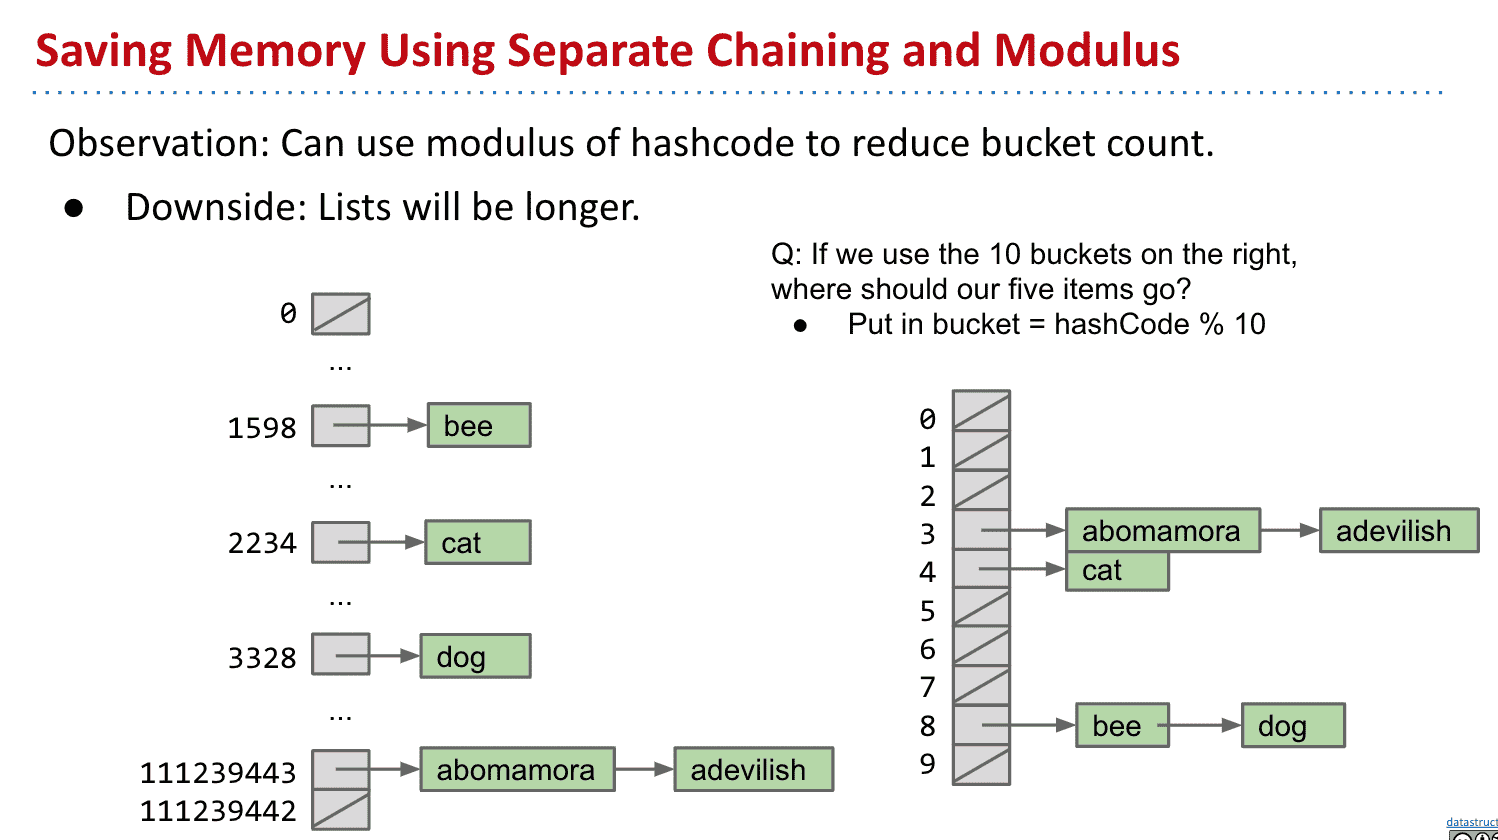 Saving Memory Using Separate Chaining and Modulus
Observation: Can use modulus of hashcode to reduce bucket count.
● Downside: Lists will be longer.
Q: If we use the 10 buckets on the right,
where should our five items go?
● Put in bucket = hashCode % 10
0
...
1598 bee
...
2234 cat
...
3328 dog
...
111239443 abomamora adevilish
111239442
0
1
2
3 abomamora adevilish
4 cat
5
6
7
8 bee dog
9
datastruct